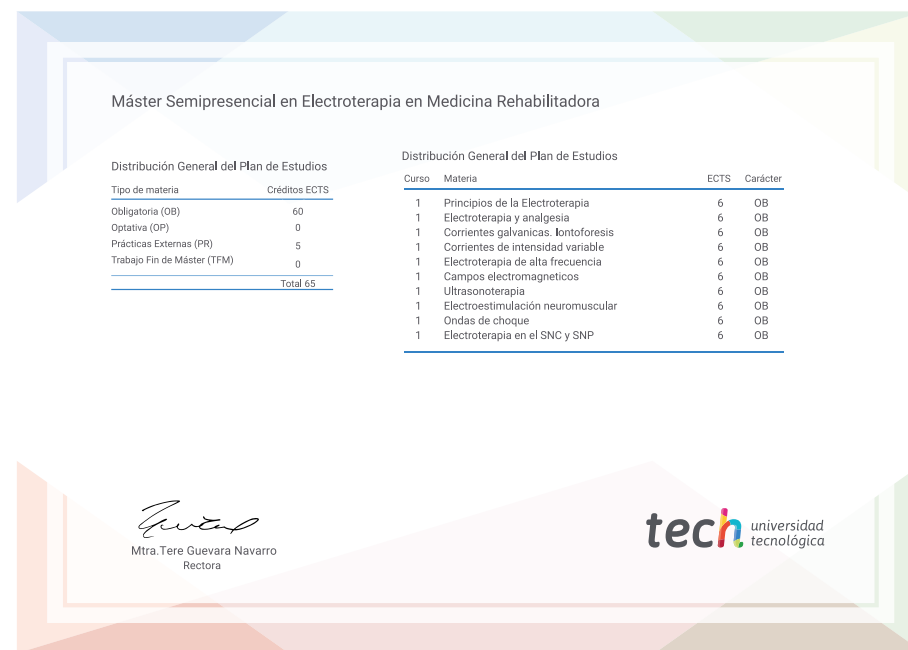 Máster Semipresencial en Electroterapia en Medicina Rehabilitadora
Distribución General del Plan de Estudios
Tipo de materia Créditos ECTS
Obligatoria (OB) 60
Optativa (OP) 0
Prácticas Externas (PR) 5
Trabajo Fin de Máster (TFM) 0
Total 65
Distribución General del Plan de Estudios
Curso Materia ECTS Carácter
1 Principios de la Electroterapia 6 OB
1 Electroterapia y analgesia 6 OB
1 Corrientes galvanicas. Iontoforesis 6 OB
1 Corrientes de intensidad variable 6 OB
1 Electroterapia de alta frecuencia 6 OB
1 Campos electromagneticos 6 OB
1 Ultrasonoterapia 6 OB
1 Electroestimulación neuromuscular 6 OB
1 Ondas de choque 6 OB
1 Electroterapia en el SNC y SNP 6 OB
Mtra.Tere Guevara Navarro
Rectora
tech universidad
tecnológica